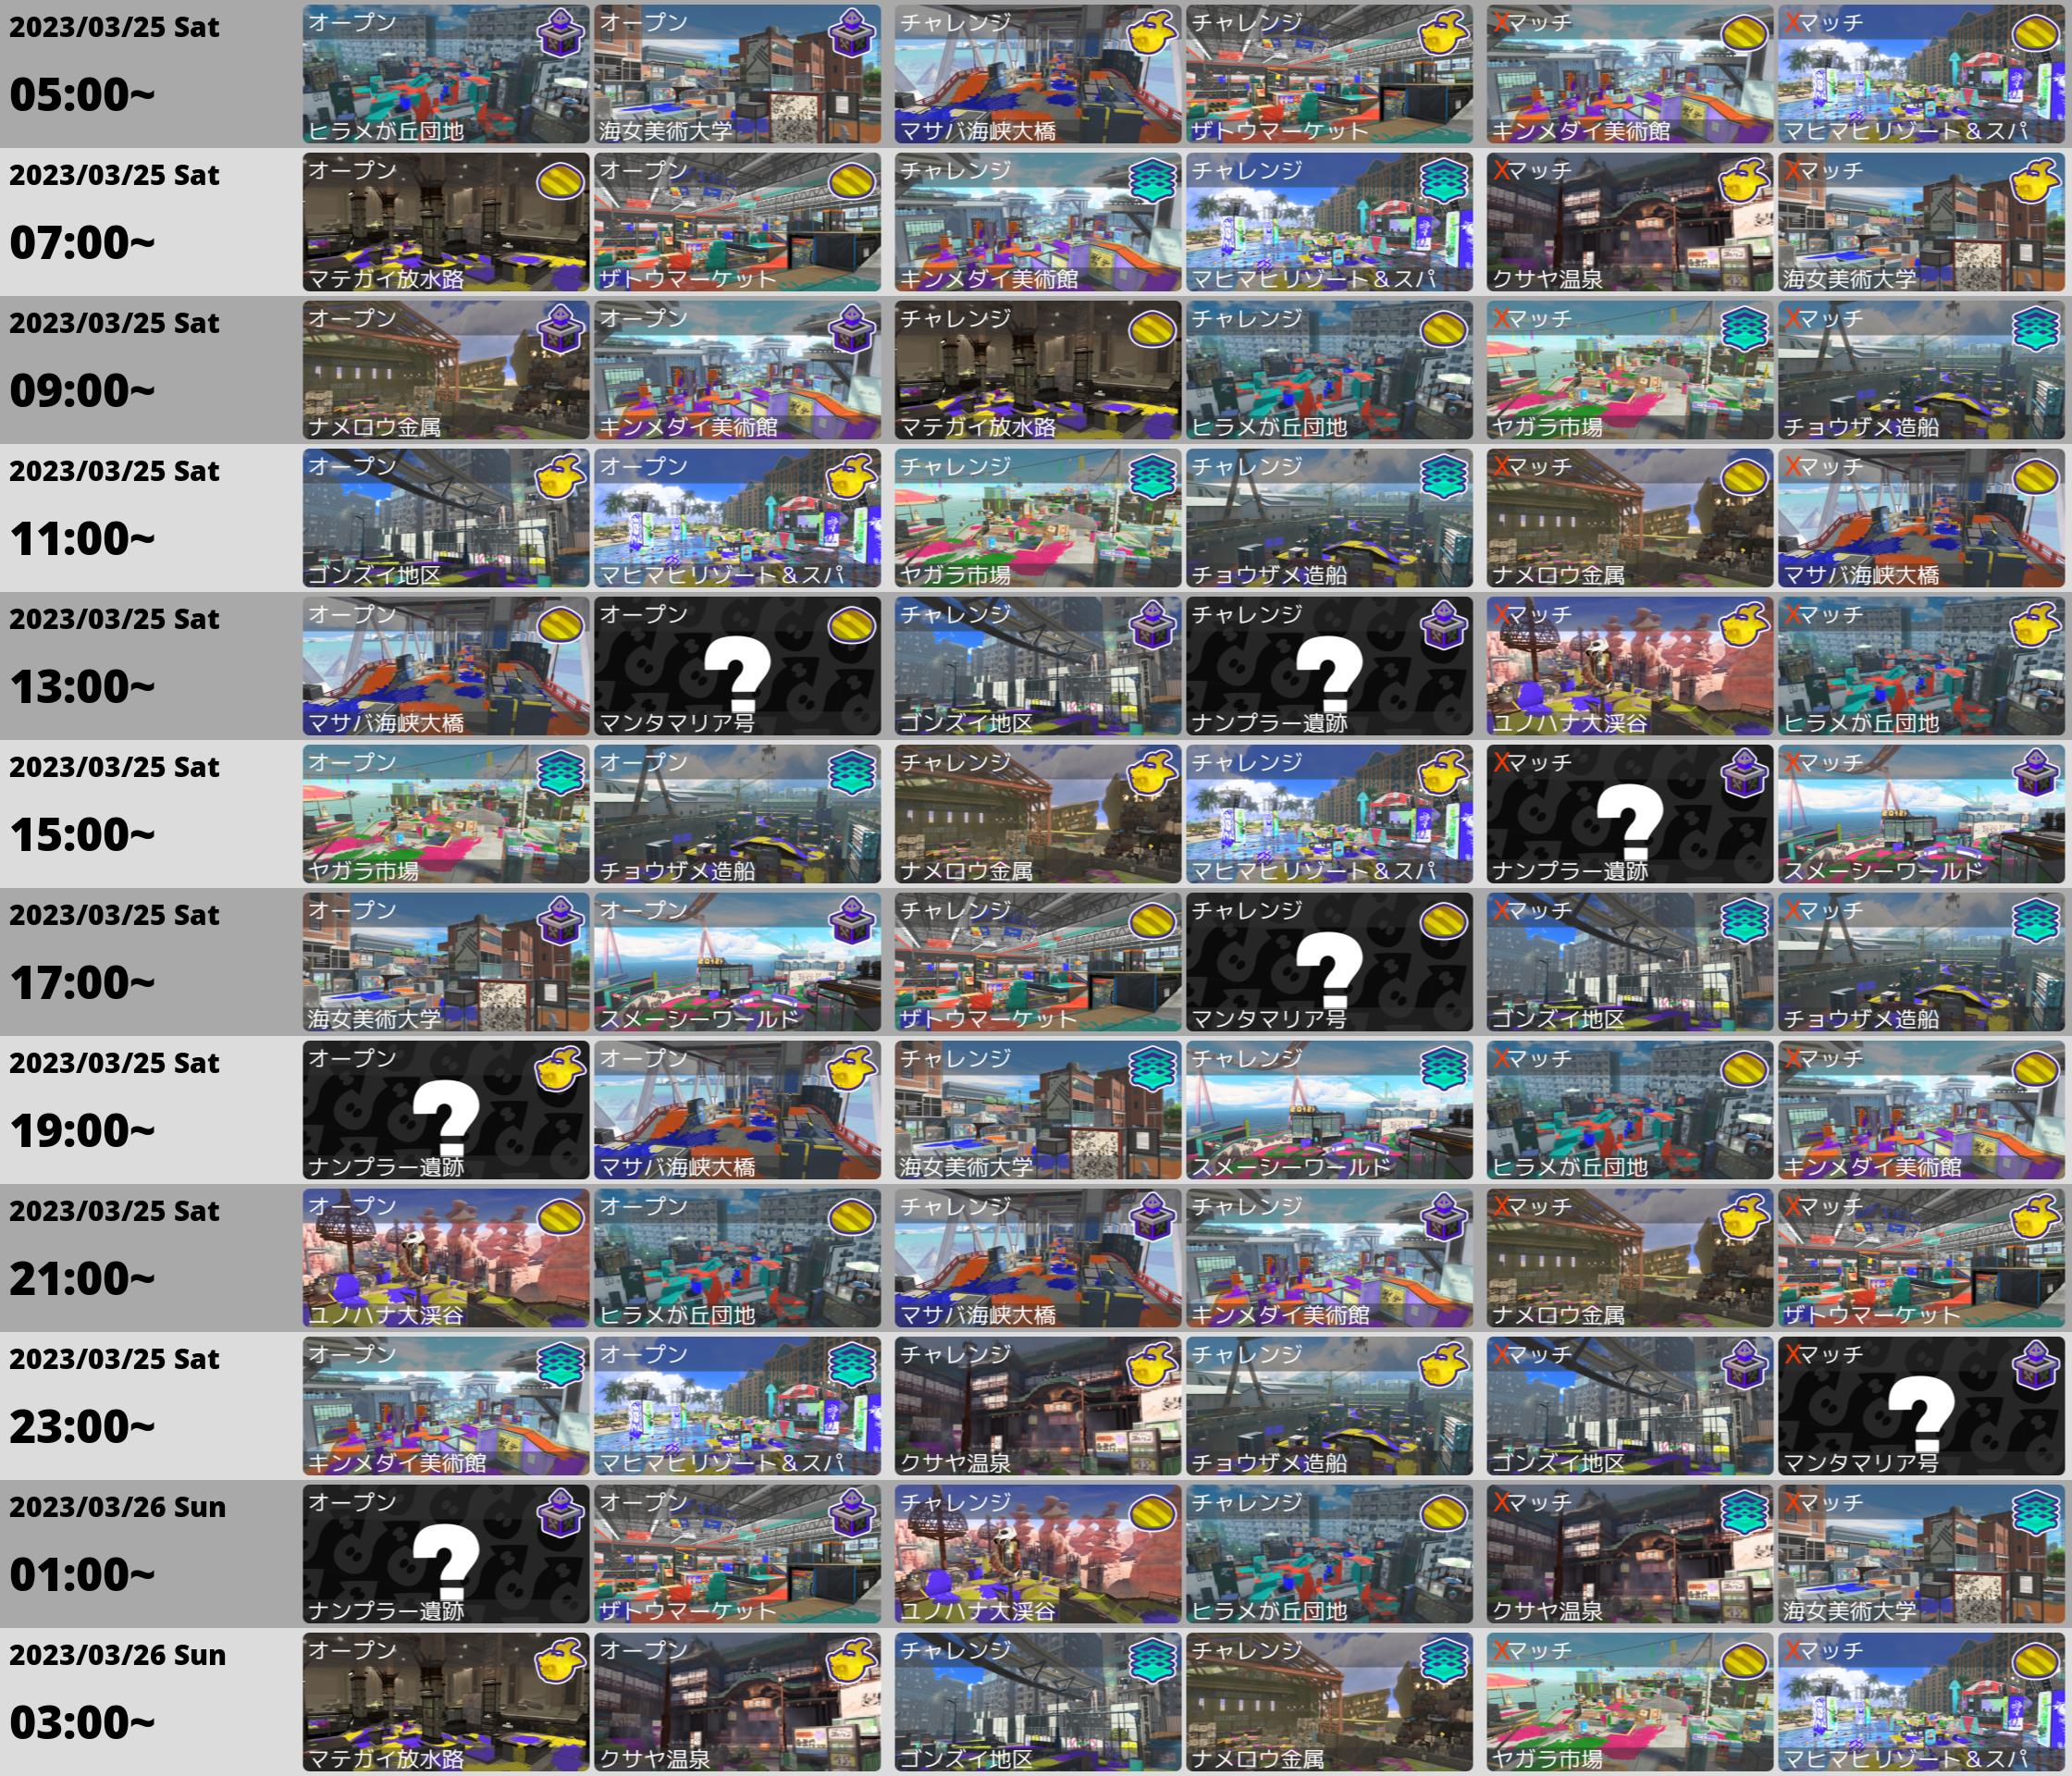 2023/03/25 Sat
05:00~
オープン オープン チャレンジ チャレンジ Xマッチ Xマッチ
ヒラメが丘団地 海女美術大学 マサバ海峡大橋 ザトウマーケット キンメダイ美術館 マヒマヒリゾート＆スパ
2023/03/25 Sat
07:00~
オープン オープン チャレンジ チャレンジ Xマッチ Xマッチ
マテガイ放水路 ザトウマーケット キンメダイ美術館 マヒマヒリゾート＆スパ クサヤ温泉 海女美術大学
2023/03/25 Sat
09:00~
オープン オープン チャレンジ チャレンジ Xマッチ Xマッチ
ナメロウ金属 キンメダイ美術館 マテガイ放水路 ヒラメが丘団地 ヤガラ市場 チョウザメ造船
2023/03/25 Sat
11:00~
オープン オープン チャレンジ チャレンジ Xマッチ Xマッチ
ゴンズイ地区 マヒマヒリゾート＆スパ ヤガラ市場 チョウザメ造船 ナメロウ金属 マサバ海峡大橋
2023/03/25 Sat
13:00~
オープン オープン チャレンジ チャレンジ Xマッチ Xマッチ
マサバ海峡大橋 マンタマリア号 ゴンズイ地区 ナンプラー遺跡 ユノハナ大渓谷 ヒラメが丘団地
2023/03/25 Sat
15:00~
オープン オープン チャレンジ チャレンジ Xマッチ Xマッチ
ヤガラ市場 チョウザメ造船 ナメロウ金属 マヒマヒリゾート＆スパ ナンプラー遺跡 スメーシーワールド
2023/03/25 Sat
17:00~
オープン オープン チャレンジ チャレンジ Xマッチ Xマッチ
海女美術大学 スメーシーワールド ザトウマーケット マンタマリア号 ゴンズイ地区 チョウザメ造船
2023/03/25 Sat
19:00~
オープン オープン チャレンジ チャレンジ Xマッチ Xマッチ
ナンプラー遺跡 マサバ海峡大橋 海女美術大学 スメーシーワールド ヒラメが丘団地 キンメダイ美術館
2023/03/25 Sat
21:00~
オープン オープン チャレンジ チャレンジ Xマッチ Xマッチ
ユノハナ大渓谷 ヒラメが丘団地 マサバ海峡大橋 キンメダイ美術館 ナメロウ金属 ザトウマーケット
2023/03/25 Sat
23:00~
オープン オープン チャレンジ チャレンジ Xマッチ Xマッチ
キンメダイ美術館 マヒマヒリゾート＆スパ クサヤ温泉 チョウザメ造船 ゴンズイ地区 マンタマリア号
2023/03/26 Sun
01:00~
オープン オープン チャレンジ チャレンジ Xマッチ Xマッチ
ナンプラー遺跡 ザトウマーケット ユノハナ大渓谷 ヒラメが丘団地 クサヤ温泉 海女美術大学
2023/03/26 Sun
03:00~
オープン オープン チャレンジ チャレンジ Xマッチ Xマッチ
マテガイ放水路 クサヤ温泉 ゴンズイ地区 ナメロウ金属 ヤガラ市場 マヒマヒリゾート＆スパ